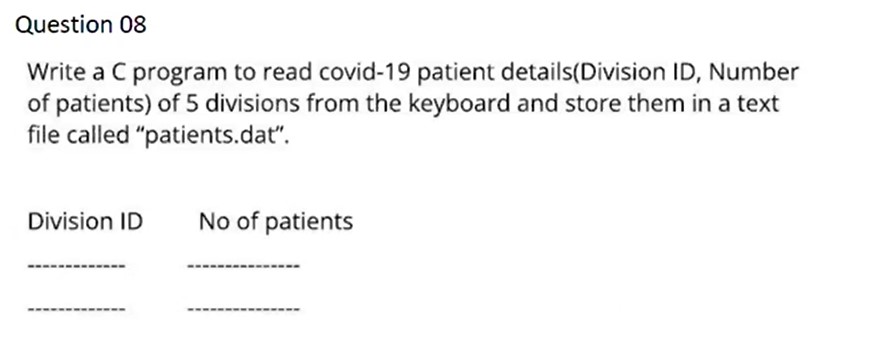 Question 08
Write a C program to read covid-19 patient details(Division ID, Number
of patients) of 5 divisions from the keyboard and store them in a text
file called “patients.dat”.
Division ID No of patients
------------- ---------------
------------- ---------------